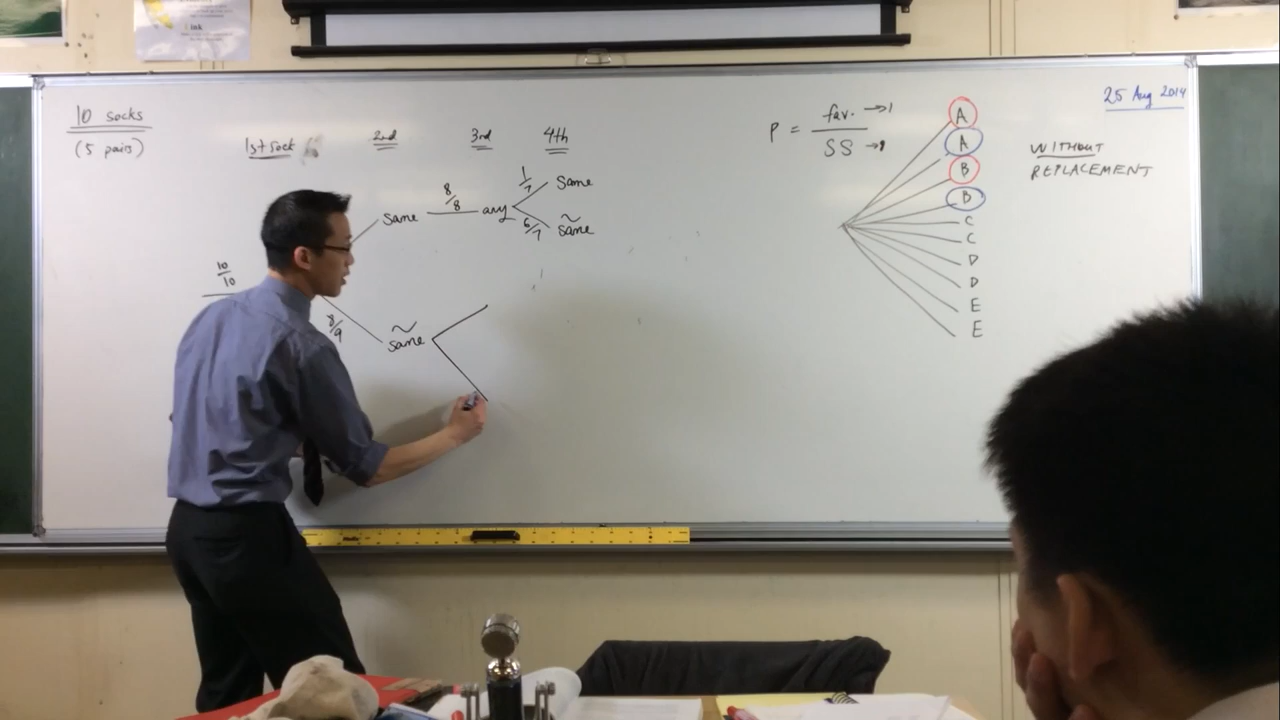 ink
10 socks
(5 pairs)
1st sock
2nd
3rd
4th
10/10
same
8/8
any
1/7
same
6/7
~
same
8/9
~
same
P = fav. → 1
SS → 9
A
A
B
B
C
C
D
D
E
E
25 Aug 2014
WITHOUT
REPLACEMENT